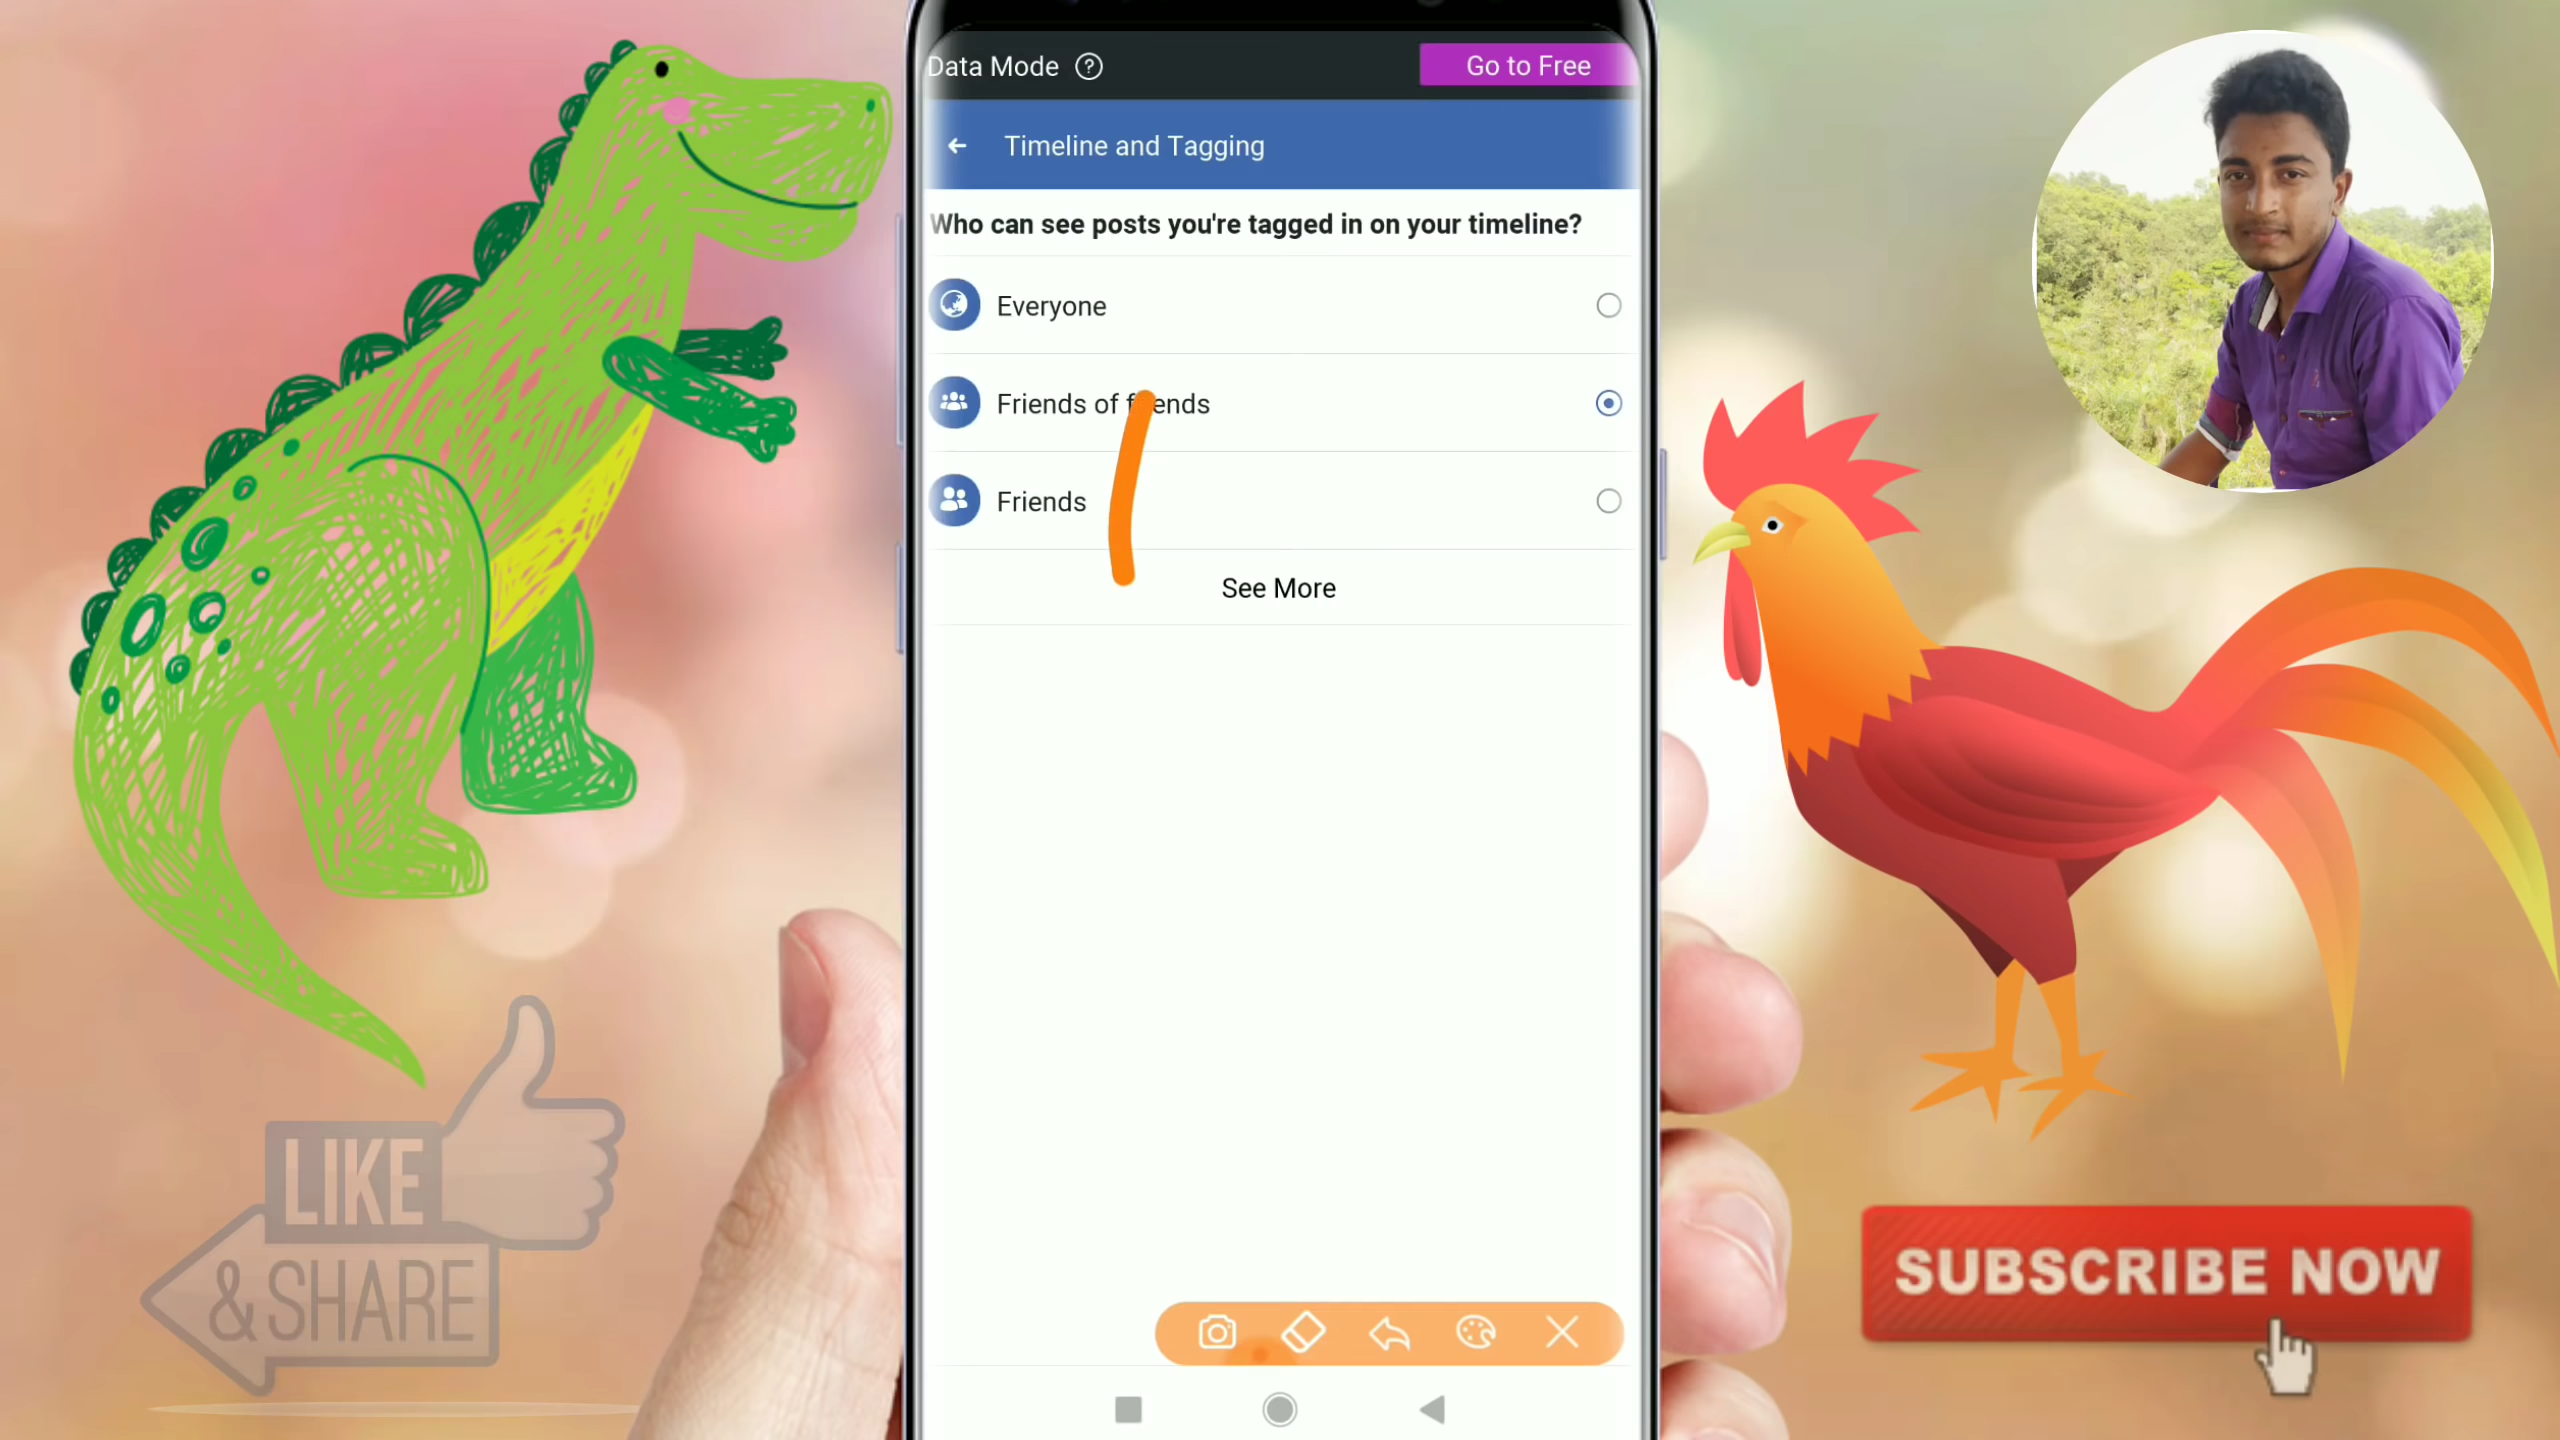 Data Mode
Go to Free
Timeline and Tagging
Who can see posts you're tagged in on your timeline?
Everyone
Friends of friends
Friends
See More
LIKE
& SHARE
SUBSCRIBE NOW